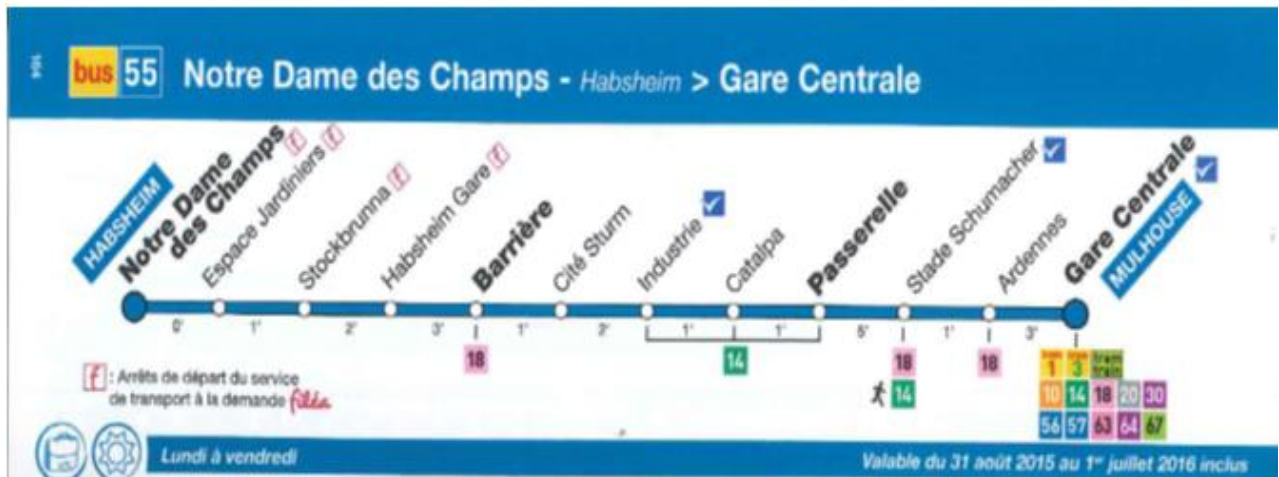 164
bus 55 Notre Dame des Champs - Habsheim > Gare Centrale
HABSHEIM
Notre Dame
des Champs f
Espace Jardiniers f
Stockbrunna f
Habsheim Gare f
Barrière
Cité Sturm
Industrie
Catalpa
Passerelle
Stade Schumacher
Ardennes
Gare Centrale
MULHOUSE
0' 1' 2' 3' 1' 2' 1' 1' 5' 1' 3'
18 14 18 18
14
tram 1 tram 3 tram train
10 14 18 20 30
56 57 63 64 67
f : Arrêts de départ du service
de transport à la demande filéa
Lundi à vendredi
Valable du 31 août 2015 au 1er juillet 2016 inclus